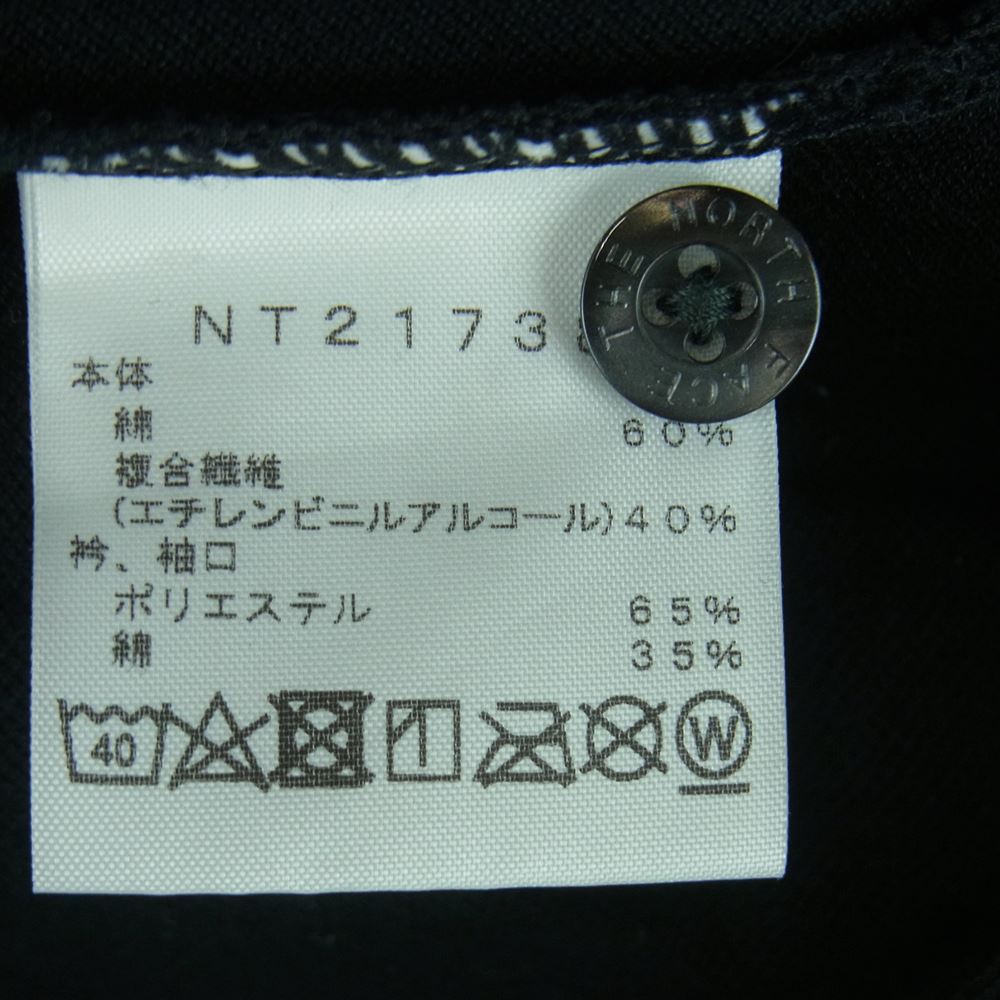 NT2173
THE NORTH FACE
本体
綿 60%
複合繊維
(エチレンビニルアルコール)40%
衿、袖口
ポリエステル 65%
綿 35%
40
W